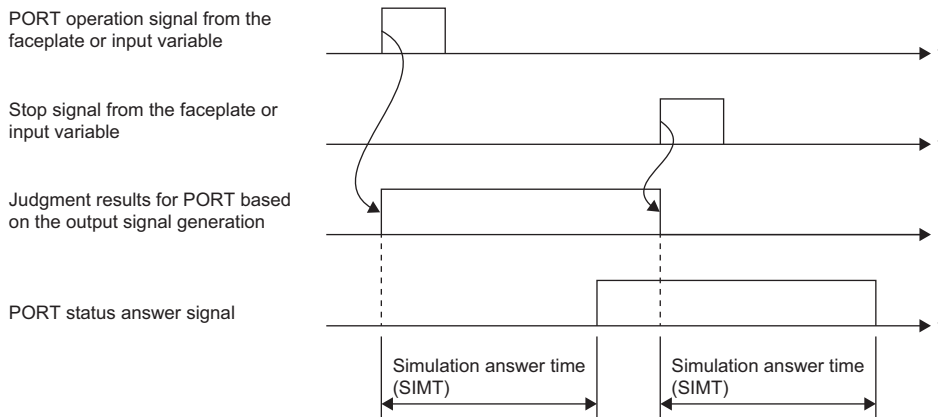 PORT operation signal from the
faceplate or input variable
Stop signal from the faceplate or
input variable
Judgment results for PORT based
on the output signal generation
PORT status answer signal
Simulation answer time
(SIMT)
Simulation answer time
(SIMT)